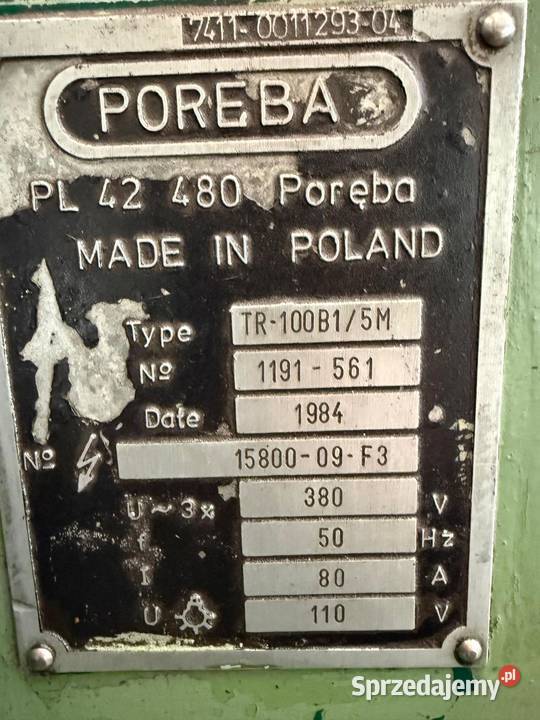 7411-0011293-04
PORĘBA
PL 42 480 Poręba
MADE IN POLAND
Type TR-100B1/5M
Nº 1191-561
Date 1984
Nº 15800-09-F3
U~3x 380 V
f 50 Hz
I 80 A
U 110 V
Sprzedajemy.pl